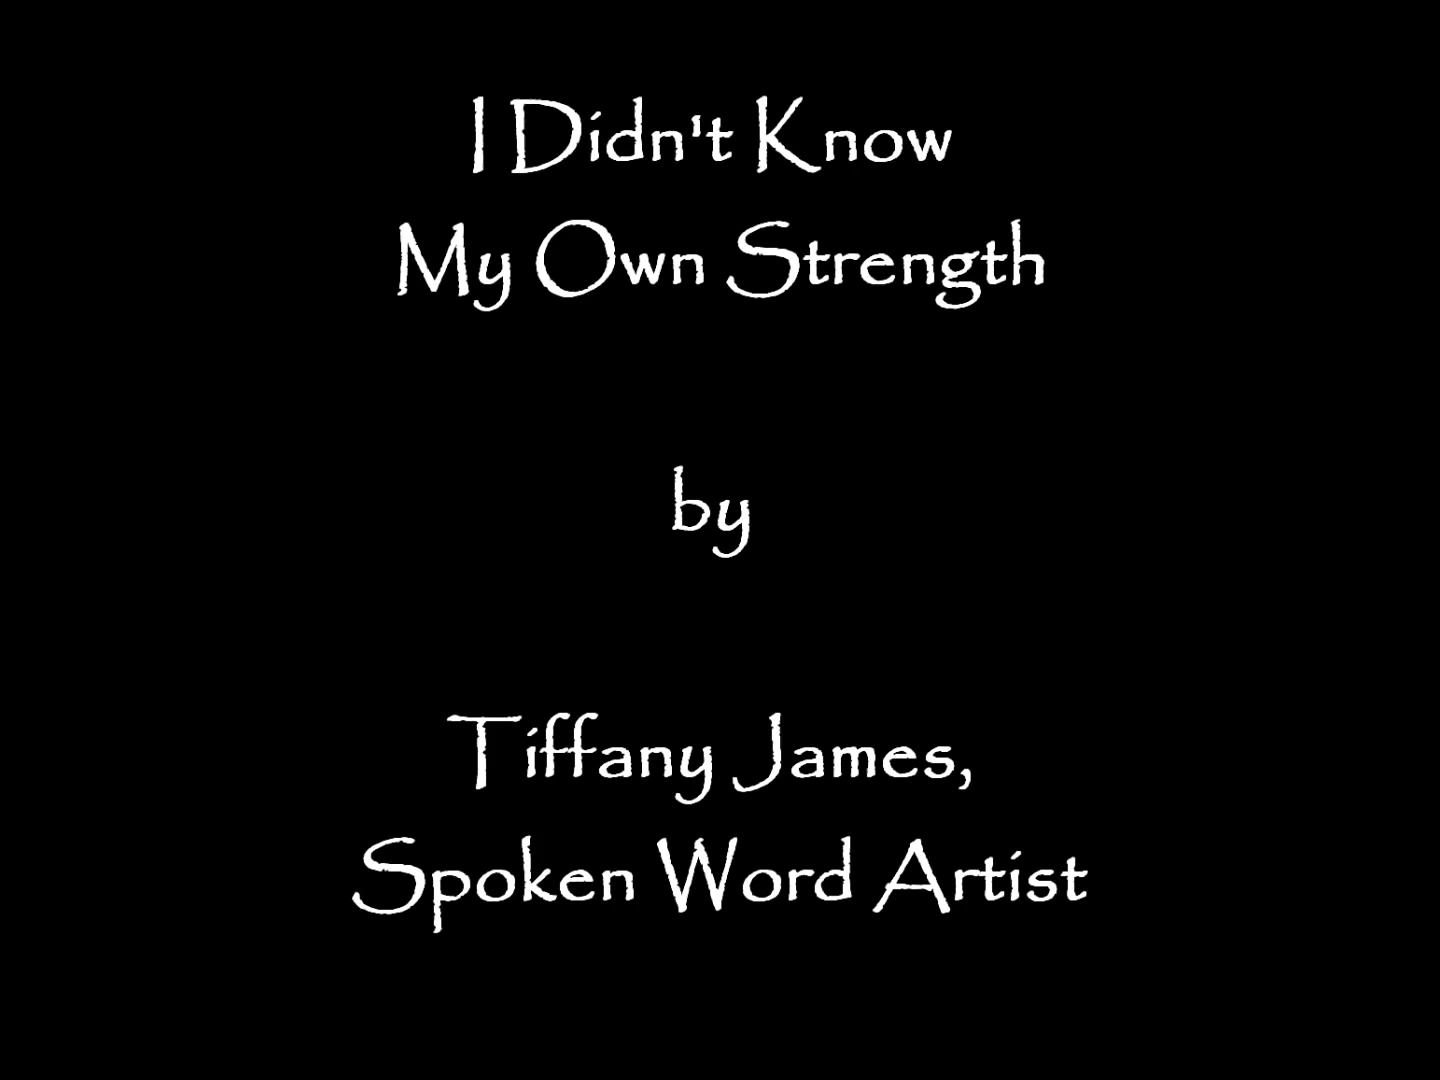 I Didn't Know
My Own Strength
by
Tiffany James,
Spoken Word Artist